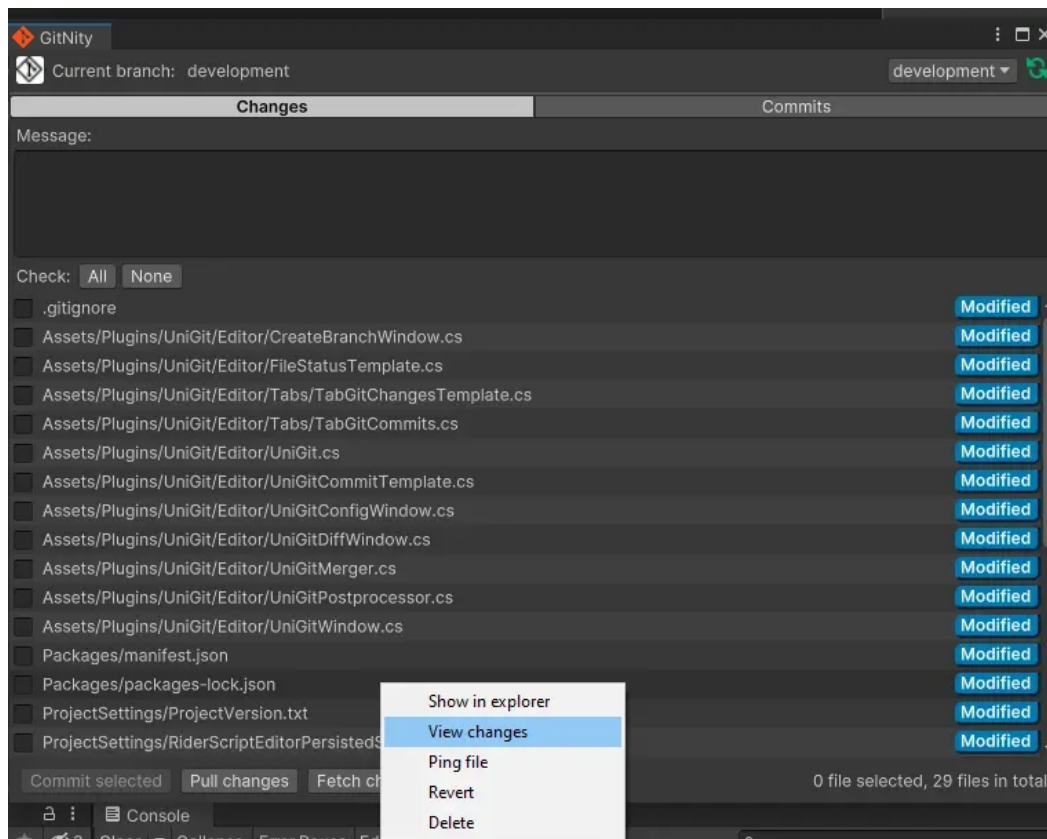 GitNity
Current branch: development
development
Changes
Commits
Message:
Check: All None
.gitignore Modified
Assets/Plugins/UniGit/Editor/CreateBranchWindow.cs Modified
Assets/Plugins/UniGit/Editor/FileStatusTemplate.cs Modified
Assets/Plugins/UniGit/Editor/Tabs/TabGitChangesTemplate.cs Modified
Assets/Plugins/UniGit/Editor/Tabs/TabGitCommits.cs Modified
Assets/Plugins/UniGit/Editor/UniGit.cs Modified
Assets/Plugins/UniGit/Editor/UniGitCommitTemplate.cs Modified
Assets/Plugins/UniGit/Editor/UniGitConfigWindow.cs Modified
Assets/Plugins/UniGit/Editor/UniGitDiffWindow.cs Modified
Assets/Plugins/UniGit/Editor/UniGitMerger.cs Modified
Assets/Plugins/UniGit/Editor/UniGitPostprocessor.cs Modified
Assets/Plugins/UniGit/Editor/UniGitWindow.cs Modified
Packages/manifest.json Modified
Packages/packages-lock.json Modified
ProjectSettings/ProjectVersion.txt Modified
ProjectSettings/RiderScriptEditorPersisted Modified
Show in explorer
View changes
Ping file
Revert
Delete
Commit selected Pull changes Fetch 0 file selected, 29 files in total
Console